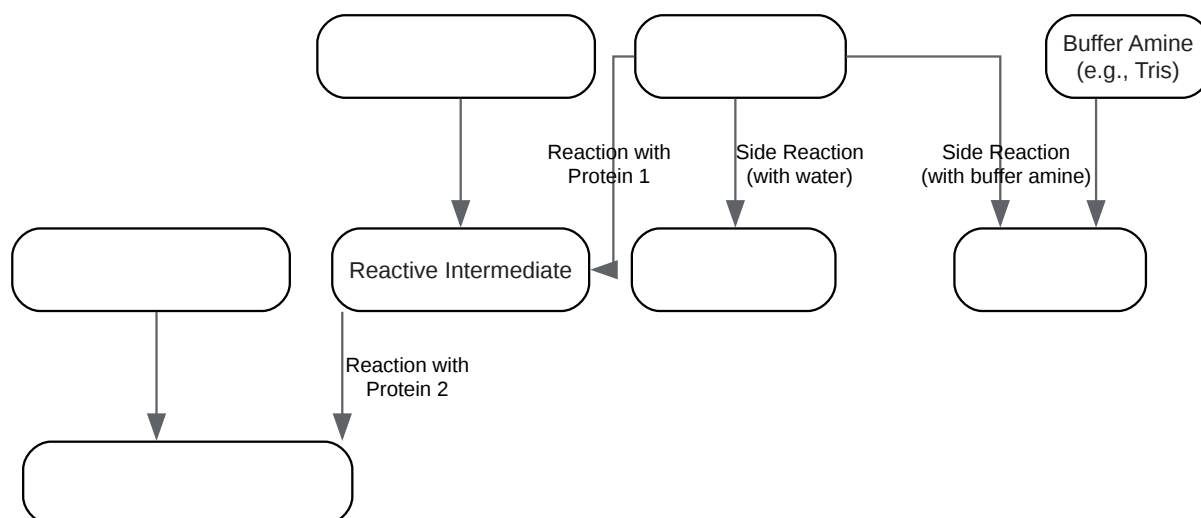 Buffer Amine
(e.g., Tris)
Reaction with
Protein 1
Side Reaction
(with water)
Side Reaction
(with buffer amine)
Reactive Intermediate
Reaction with
Protein 2